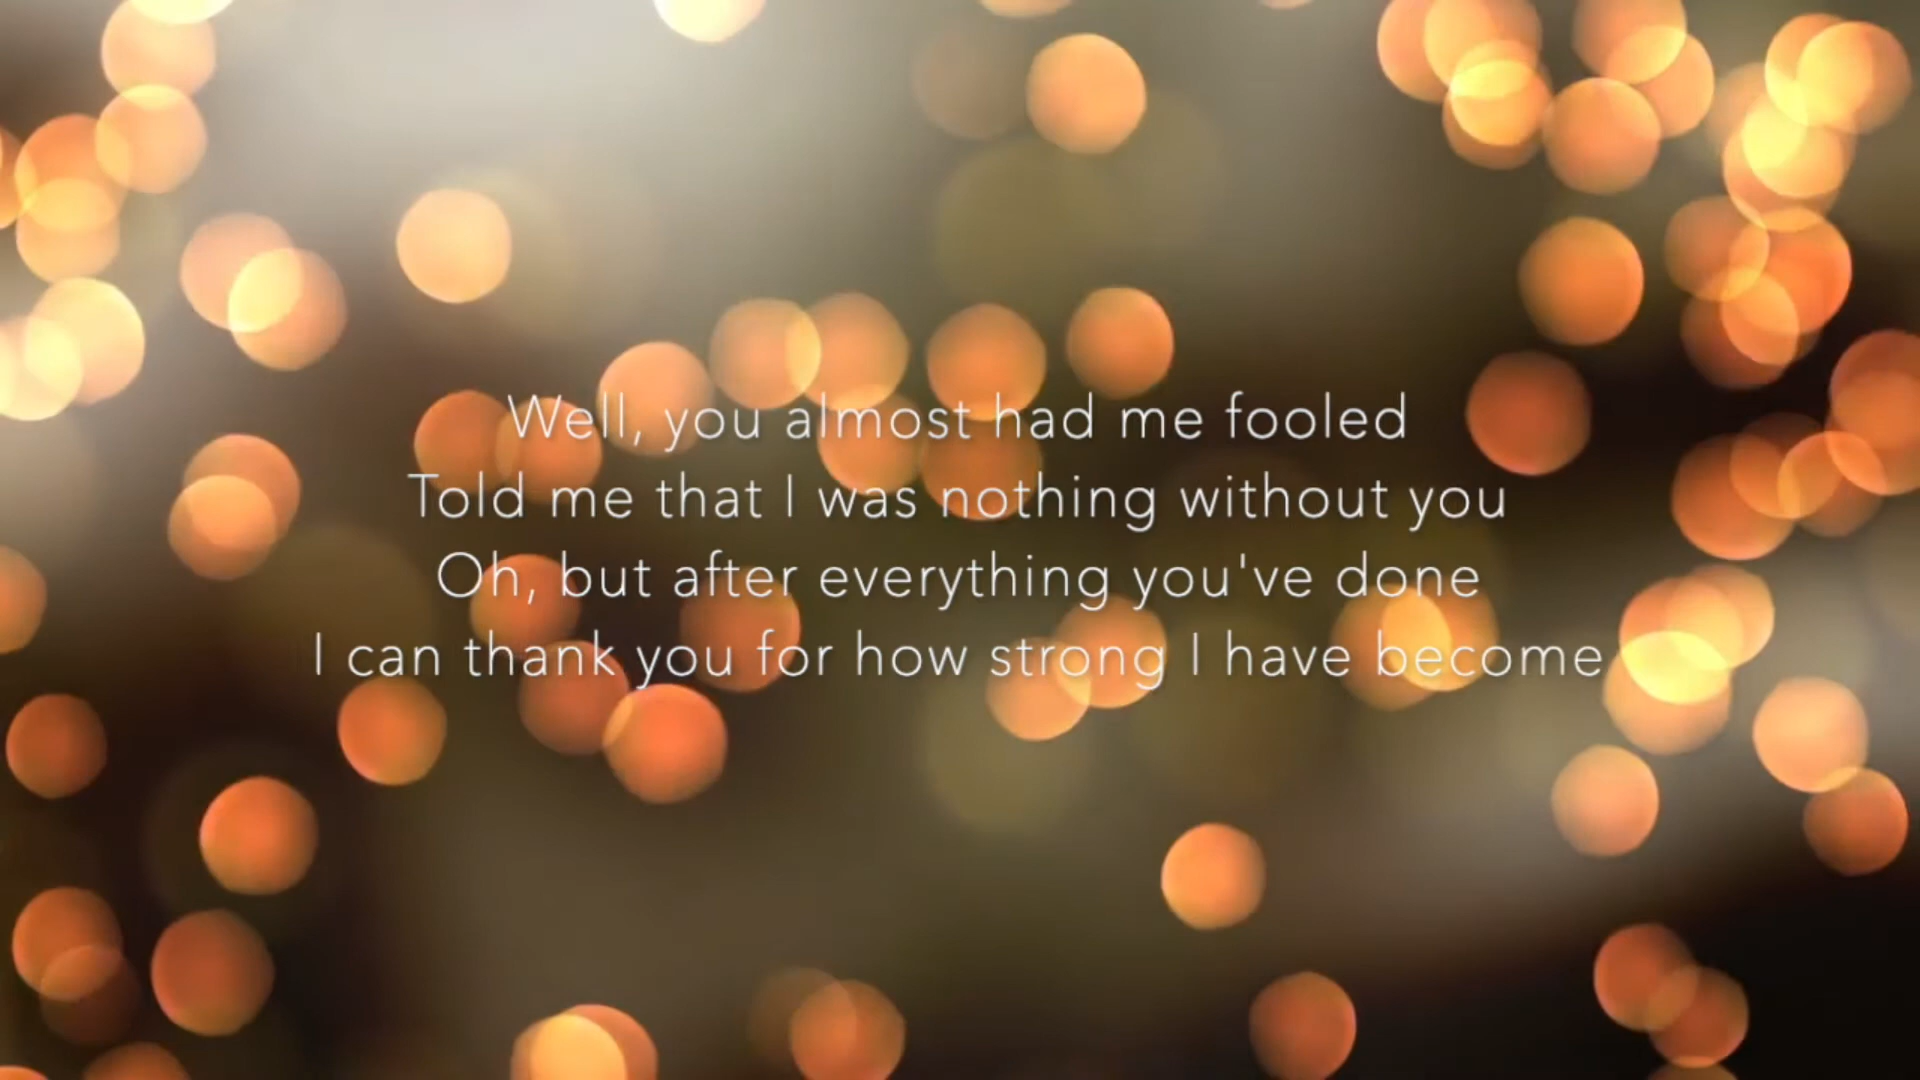 Well, you almost had me fooled
Told me that I was nothing without you
Oh, but after everything you've done
I can thank you for how strong I have become